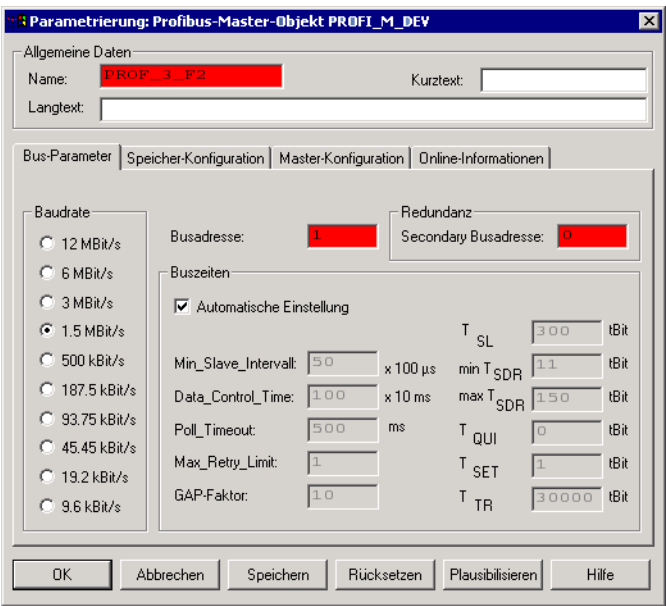 Parametrierung: Profibus-Master-Objekt PROFI_M_DEV
Allgemeine Daten
Name: PROF_3_F2 Kurztext:
Langtext:
Bus-Parameter Speicher-Konfiguration Master-Konfiguration Online-Informationen
Baudrate
12 MBit/s
6 MBit/s
3 MBit/s
1.5 MBit/s
500 kBit/s
187.5 kBit/s
93.75 kBit/s
45.45 kBit/s
19.2 kBit/s
9.6 kBit/s
Busadresse: 1
Redundanz
Secondary Busadresse: 0
Buszeiten
Automatische Einstellung
Min_Slave_Intervall: 50 x 100 µs
Data_Control_Time: 100 x 10 ms
Poll_Timeout: 500 ms
Max_Retry_Limit: 1
GAP-Faktor: 10
T SL 300 tBit
min T SDR 11 tBit
max T SDR 150 tBit
T QUI 0 tBit
T SET 1 tBit
T TR 30000 tBit
OK Abbrechen Speichern Rücksetzen Plausibilisieren Hilfe